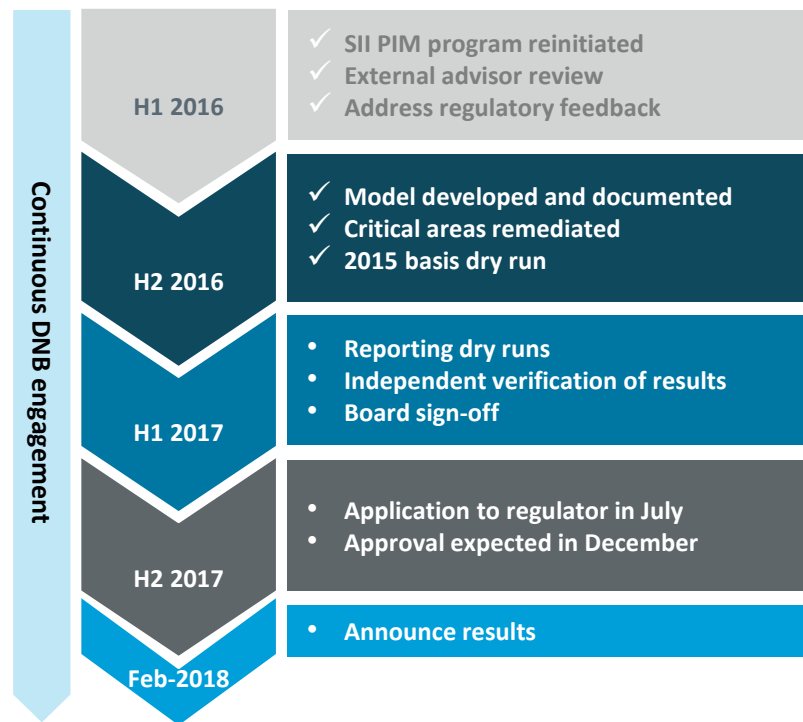 Continuous DNB engagement
H1 2016
✓ SII PIM program reinitiated
✓ External advisor review
✓ Address regulatory feedback
H2 2016
✓ Model developed and documented
✓ Critical areas remediated
✓ 2015 basis dry run
H1 2017
• Reporting dry runs
• Independent verification of results
• Board sign-off
H2 2017
• Application to regulator in July
• Approval expected in December
Feb-2018
• Announce results